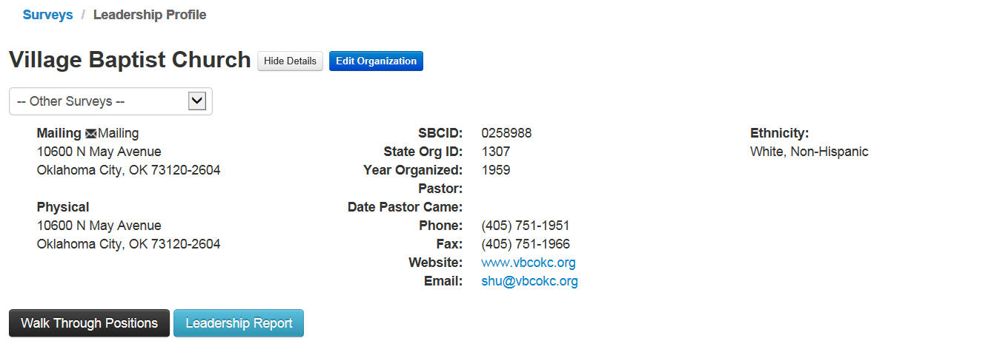 Surveys / Leadership Profile
Village Baptist Church Hide Details Edit Organization
-- Other Surveys --
Mailing Mailing
10600 N May Avenue
Oklahoma City, OK 73120-2604
Physical
10600 N May Avenue
Oklahoma City, OK 73120-2604
SBCID: 0258988
State Org ID: 1307
Year Organized: 1959
Pastor:
Date Pastor Came:
Phone: (405) 751-1951
Fax: (405) 751-1966
Website: www.vbcokc.org
Email: shu@vbcokc.org
Ethnicity:
White, Non-Hispanic
Walk Through Positions Leadership Report